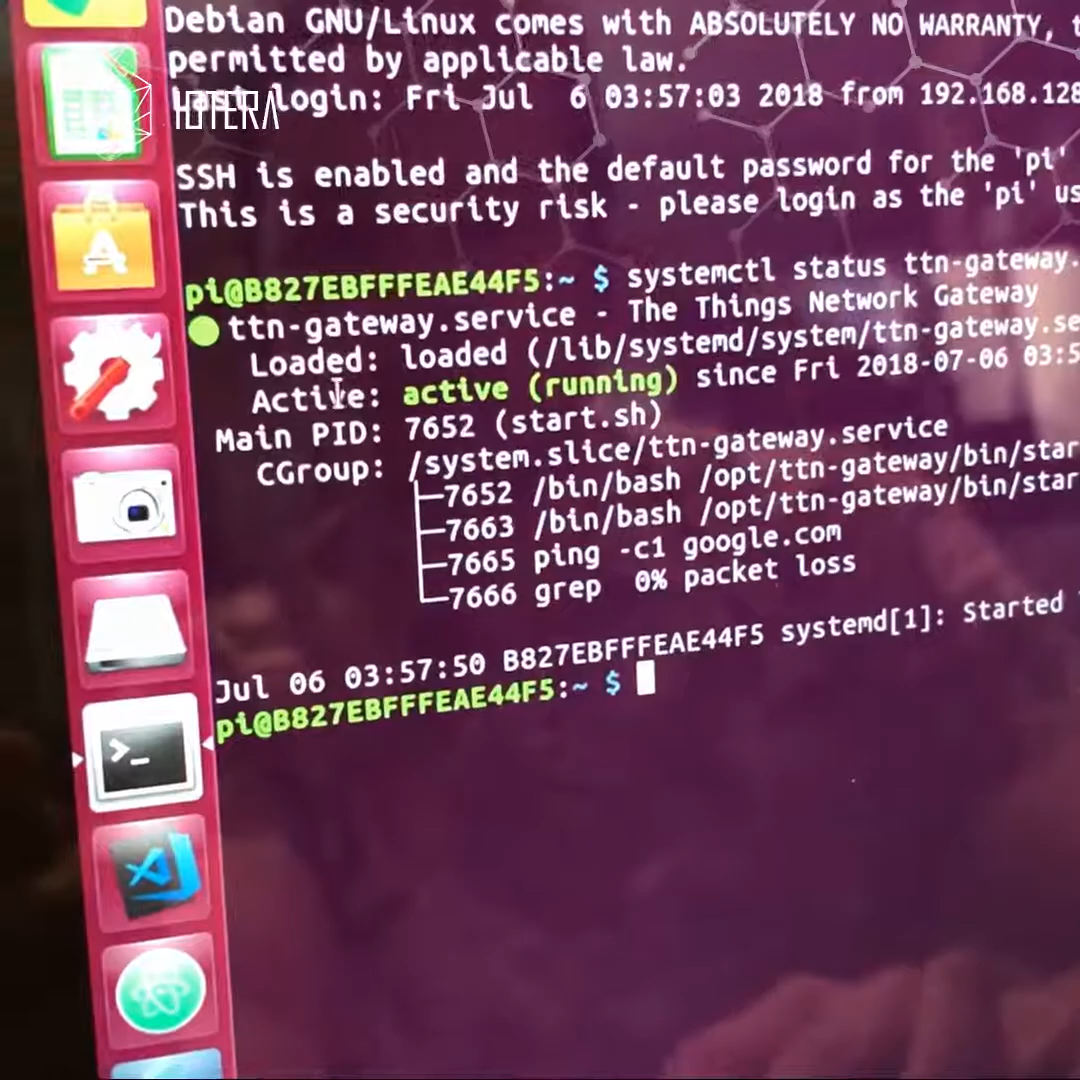 Debian GNU/Linux comes with ABSOLUTELY NO WARRANTY, t
permitted by applicable law.
Last login: Fri Jul  6 03:57:03 2018 from 192.168.128
IOTERA
SSH is enabled and the default password for the 'pi'
This is a security risk - please login as the 'pi' us
pi@B827EBFFFEAE44F5:~ $ systemctl status ttn-gateway.
ttn-gateway.service - The Things Network Gateway
Loaded: loaded (/lib/systemd/system/ttn-gateway.se
Active: active (running) since Fri 2018-07-06 03:5
Main PID: 7652 (start.sh)
CGroup: /system.slice/ttn-gateway.service
├─7652 /bin/bash /opt/ttn-gateway/bin/star
├─7663 /bin/bash /opt/ttn-gateway/bin/star
├─7665 ping -c1 google.com
└─7666 grep  0% packet loss
Jul 06 03:57:50 B827EBFFFEAE44F5 systemd[1]: Started
pi@B827EBFFFEAE44F5:~ $